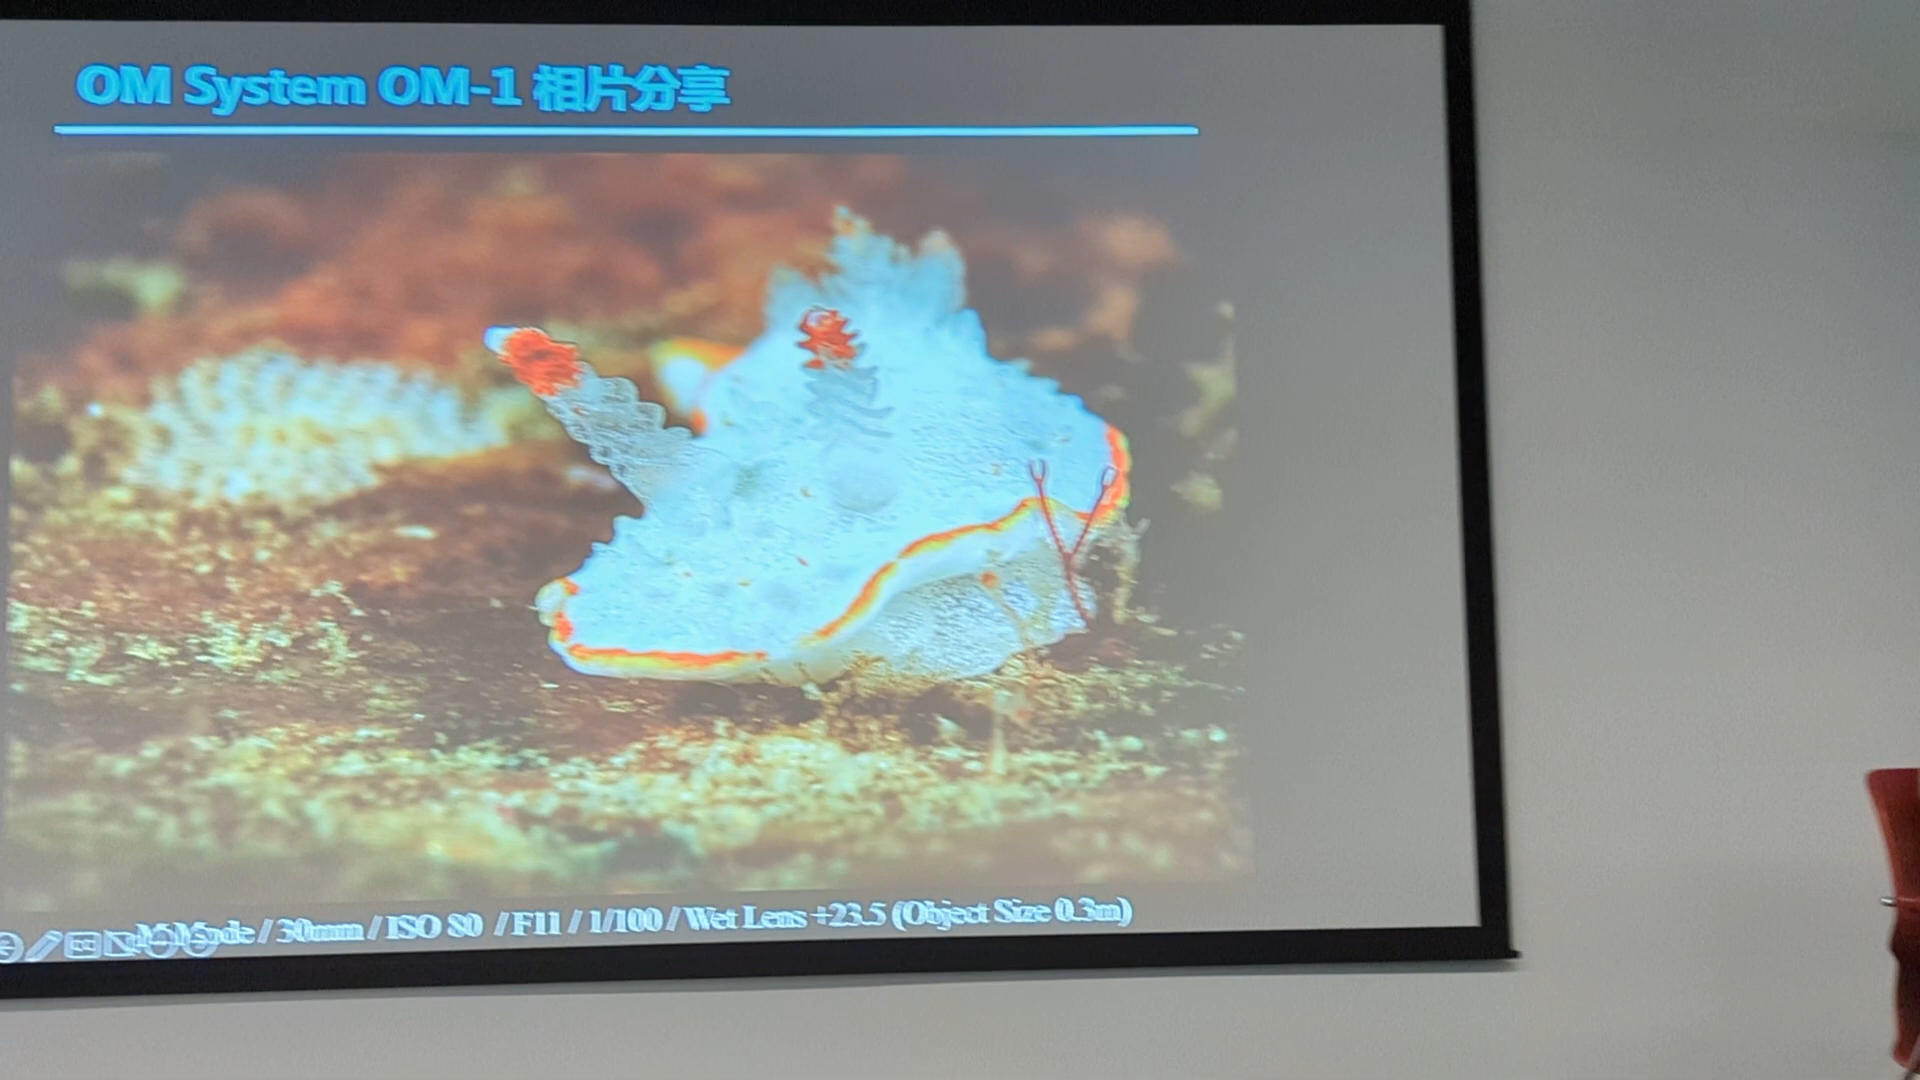 OM System OM-1 相片分享
Mode / 30mm / ISO 80 / F11 / 1/100 / Wet Lens +23.5 (Object Size 0.3m)